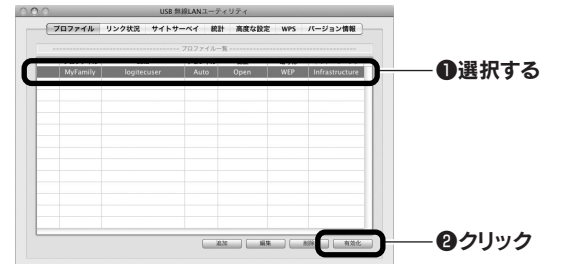 USB 無線LANユーティリティ
プロファイル リンク状況 サイトサーベイ 統計 高度な設定 WPS バージョン情報
プロファイル一覧
MyFamily logitecuser Auto Open WEP Infrastructure
❶選択する
追加 編集 削除 有効化
❷クリック